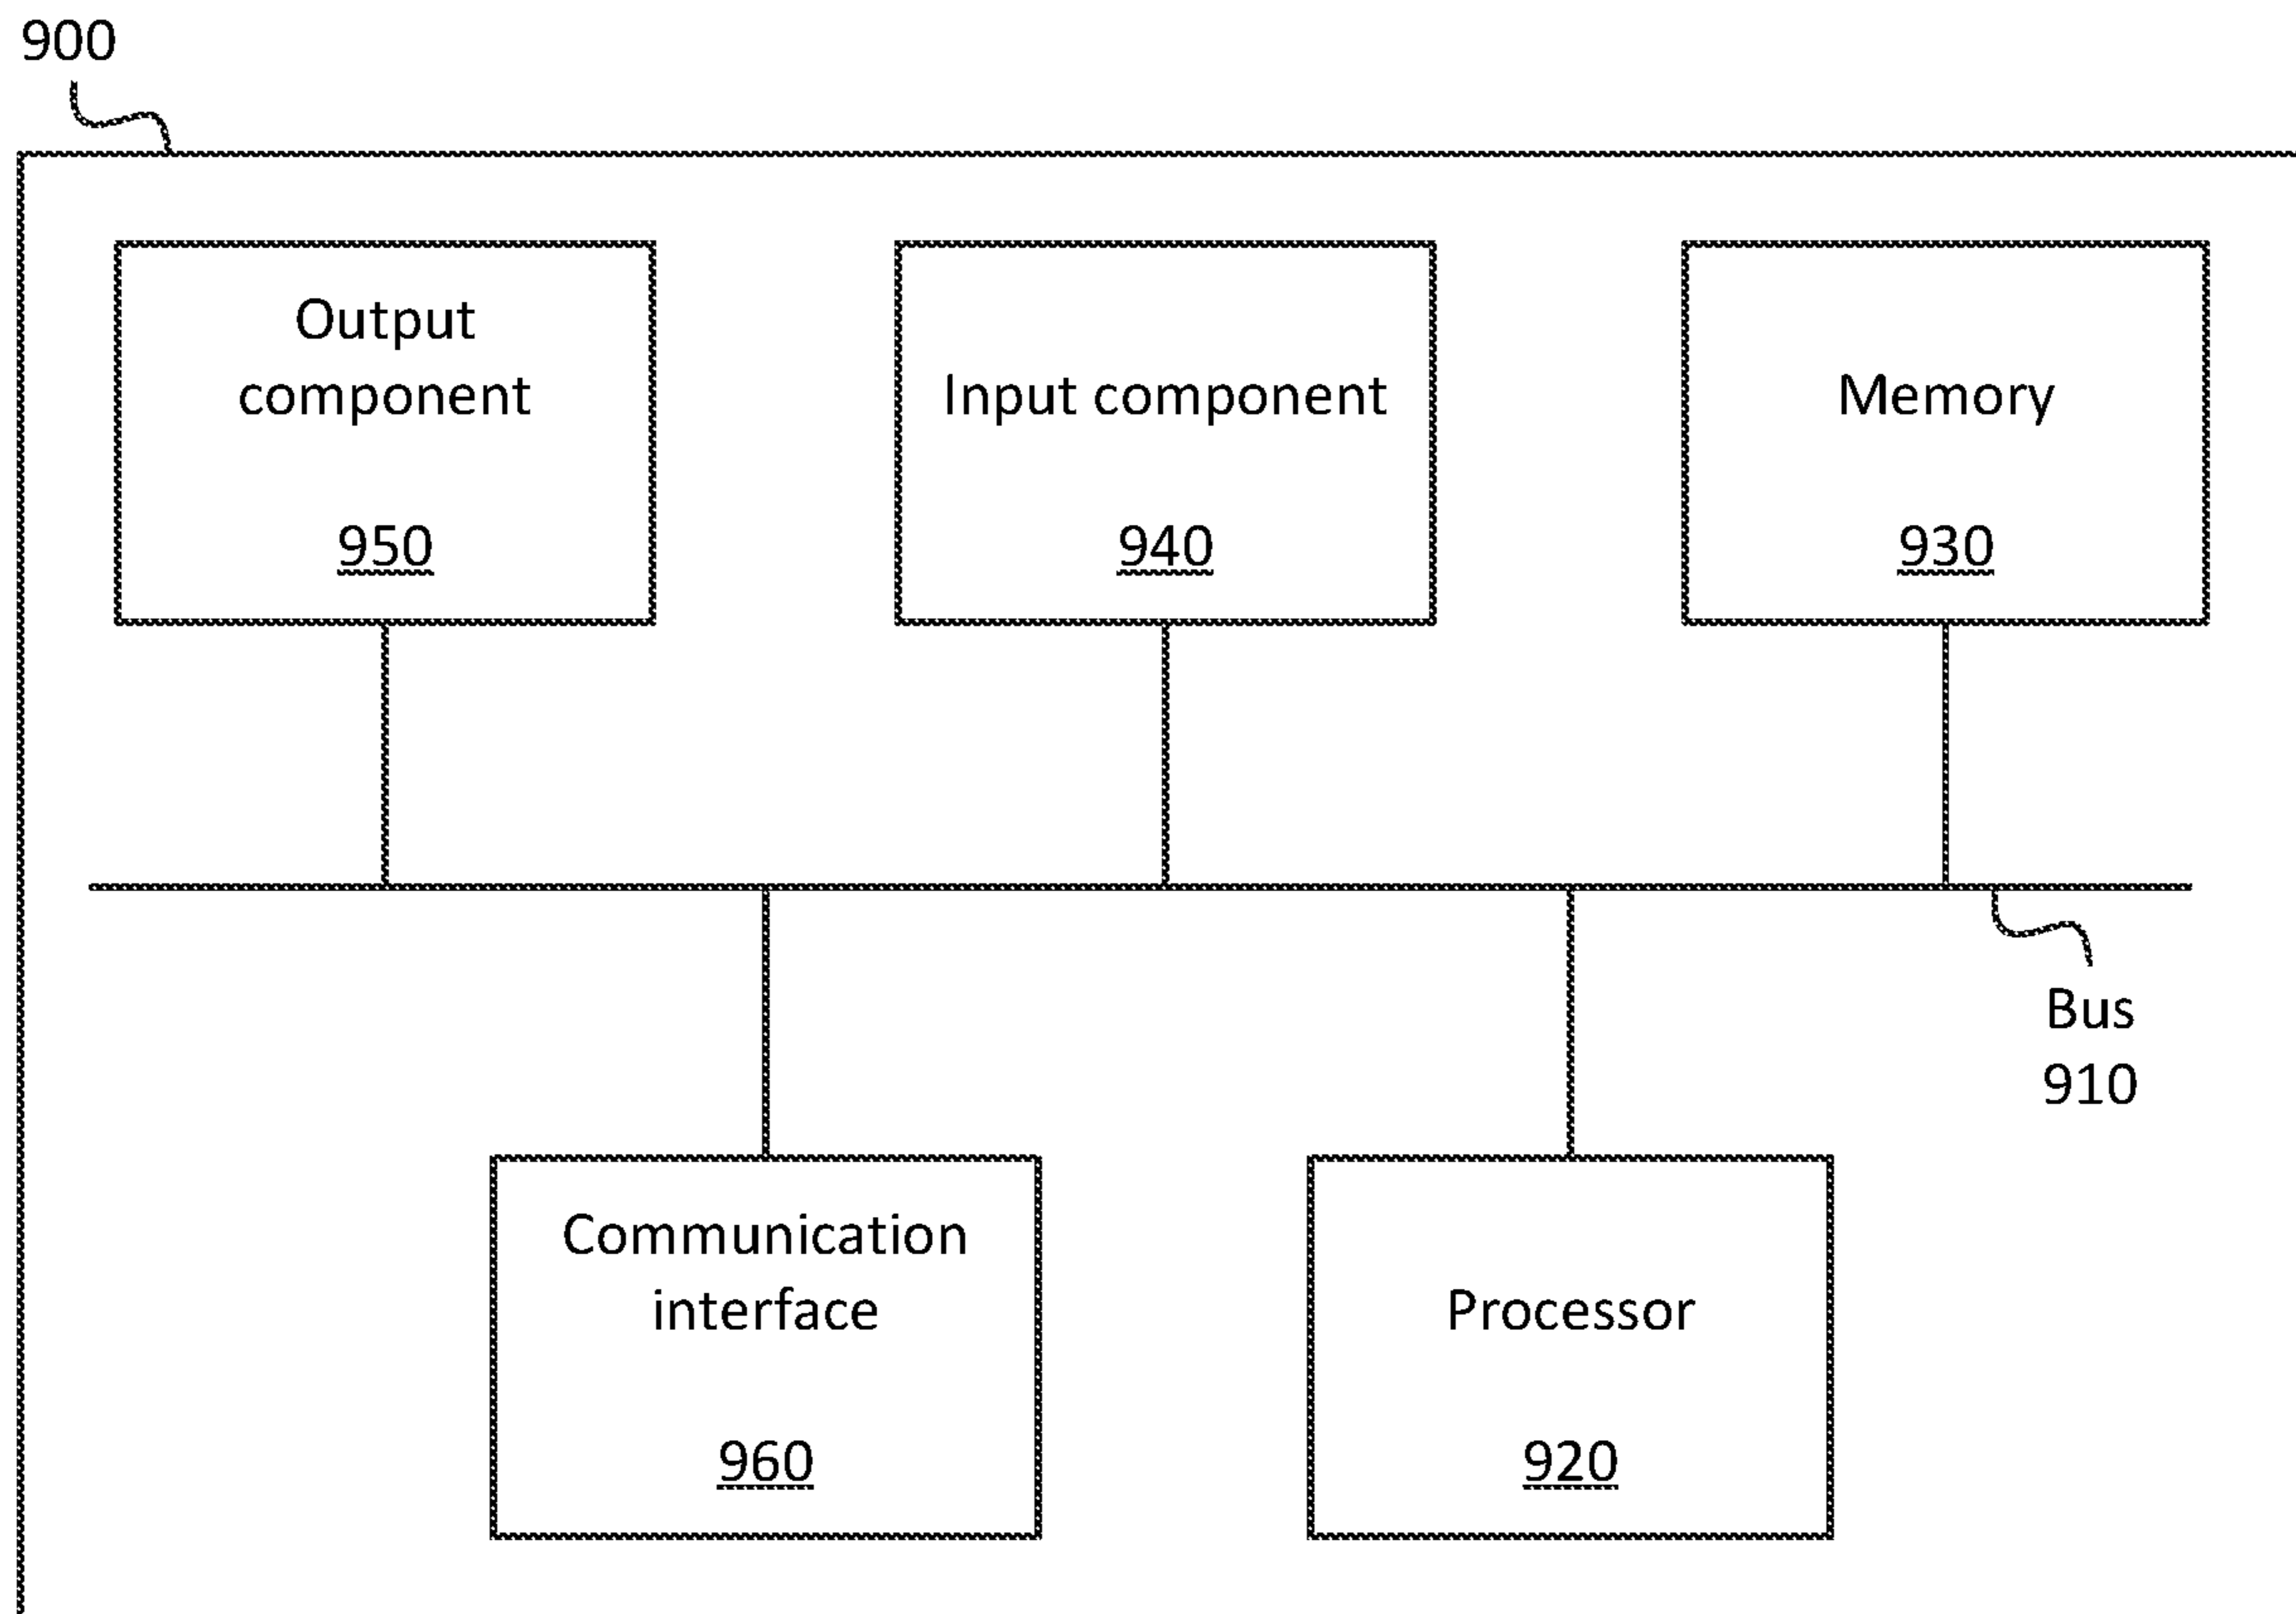 900
Output
component
950
Input component
940
Memory
930
Bus
910
Communication
interface
960
Processor
920